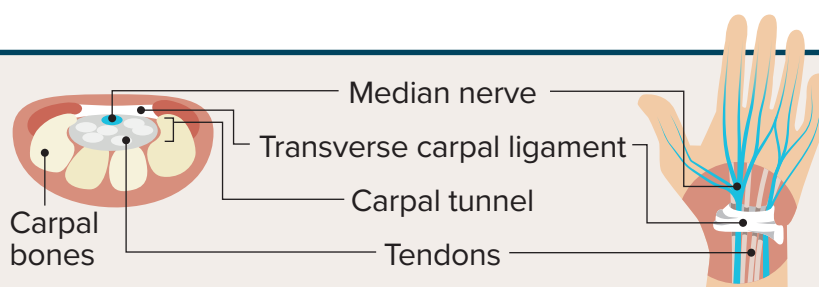 Median nerve
Transverse carpal ligament
Carpal tunnel
Carpal
bones
Tendons